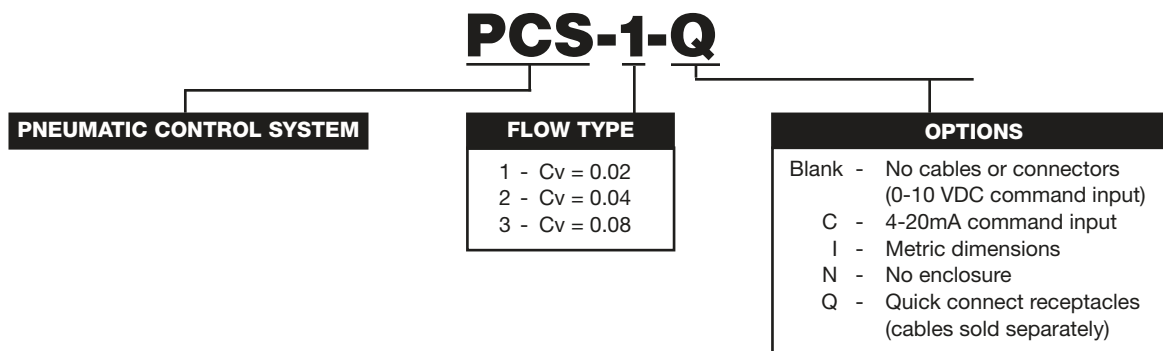 PCS-1-Q
PNEUMATIC CONTROL SYSTEM
FLOW TYPE
1 - Cv = 0.02
2 - Cv = 0.04
3 - Cv = 0.08
OPTIONS
Blank - No cables or connectors
(0-10 VDC command input)
C - 4-20mA command input
I - Metric dimensions
N - No enclosure
Q - Quick connect receptacles
(cables sold separately)